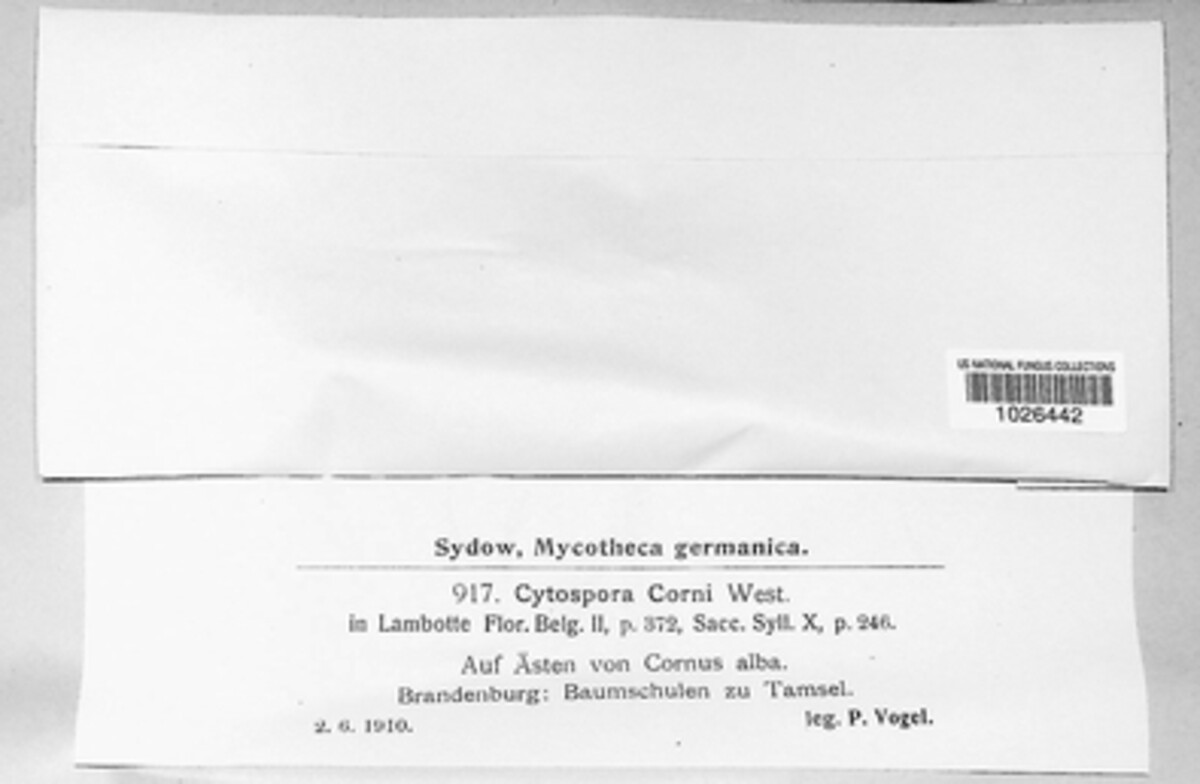 US NATIONAL FUNGUS COLLECTIONS
1026442
Sydow, Mycotheca germanica.
917. Cytospora Corni West.
in Lambotte Flor. Belg. II, p. 372, Sacc. Syll. X, p. 246.
Auf Ästen von Cornus alba.
Brandenburg: Baumschulen zu Tamsel.
2. 6. 1910. leg. P. Vogel.